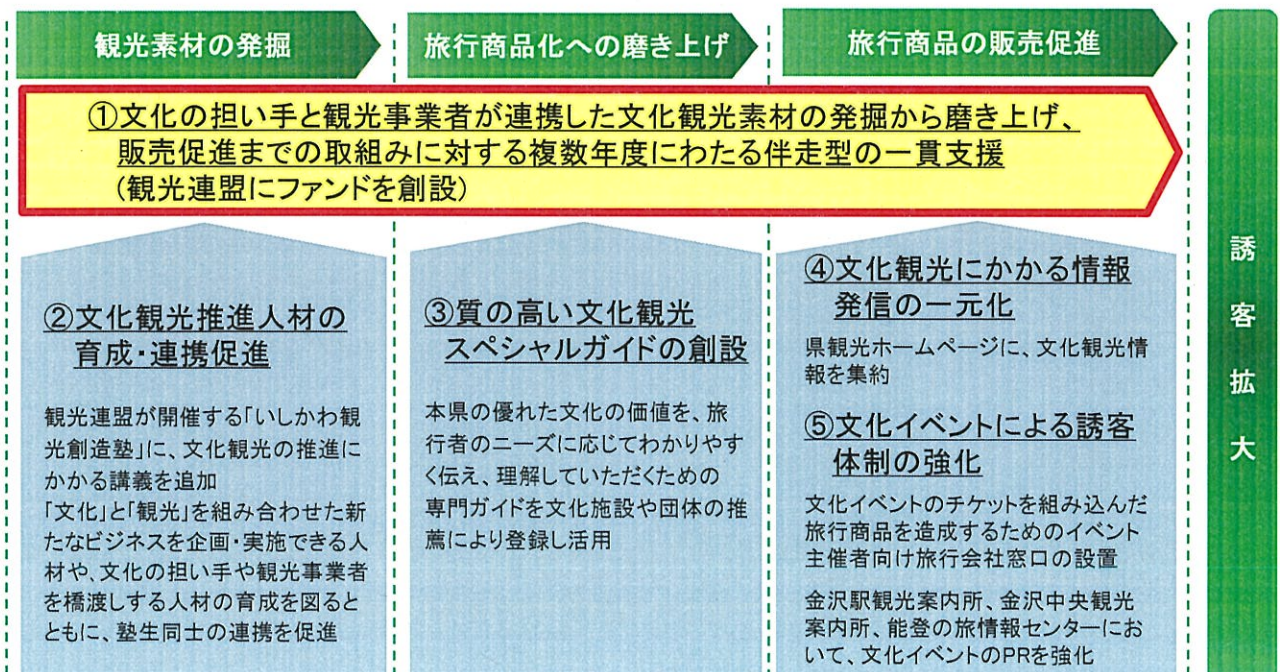 観光素材の発掘
旅行商品化への磨き上げ
旅行商品の販売促進
①文化の担い手と観光事業者が連携した文化観光素材の発掘から磨き上げ、
販売促進までの取組みに対する複数年度にわたる伴走型の一貫支援
(観光連盟にファンドを創設)
②文化観光推進人材の
育成・連携促進
観光連盟が開催する「いしかわ観
光創造塾」に、文化観光の推進に
かかる講義を追加
「文化」と「観光」を組み合わせた新
たなビジネスを企画・実施できる人
材や、文化の担い手や観光事業者
を橋渡しする人材の育成を図ると
ともに、塾生同士の連携を促進
③質の高い文化観光
スペシャルガイドの創設
本県の優れた文化の価値を、旅
行者のニーズに応じてわかりやす
く伝え、理解していただくための
専門ガイドを文化施設や団体の推
薦により登録し活用
④文化観光にかかる情報
発信の一元化
県観光ホームページに、文化観光情
報を集約
⑤文化イベントによる誘客
体制の強化
文化イベントのチケットを組み込んだ
旅行商品を造成するためのイベント
主催者向け旅行会社窓口の設置
金沢駅観光案内所、金沢中央観光
案内所、能登の旅情報センターにお
いて、文化イベントのPRを強化
誘客拡大